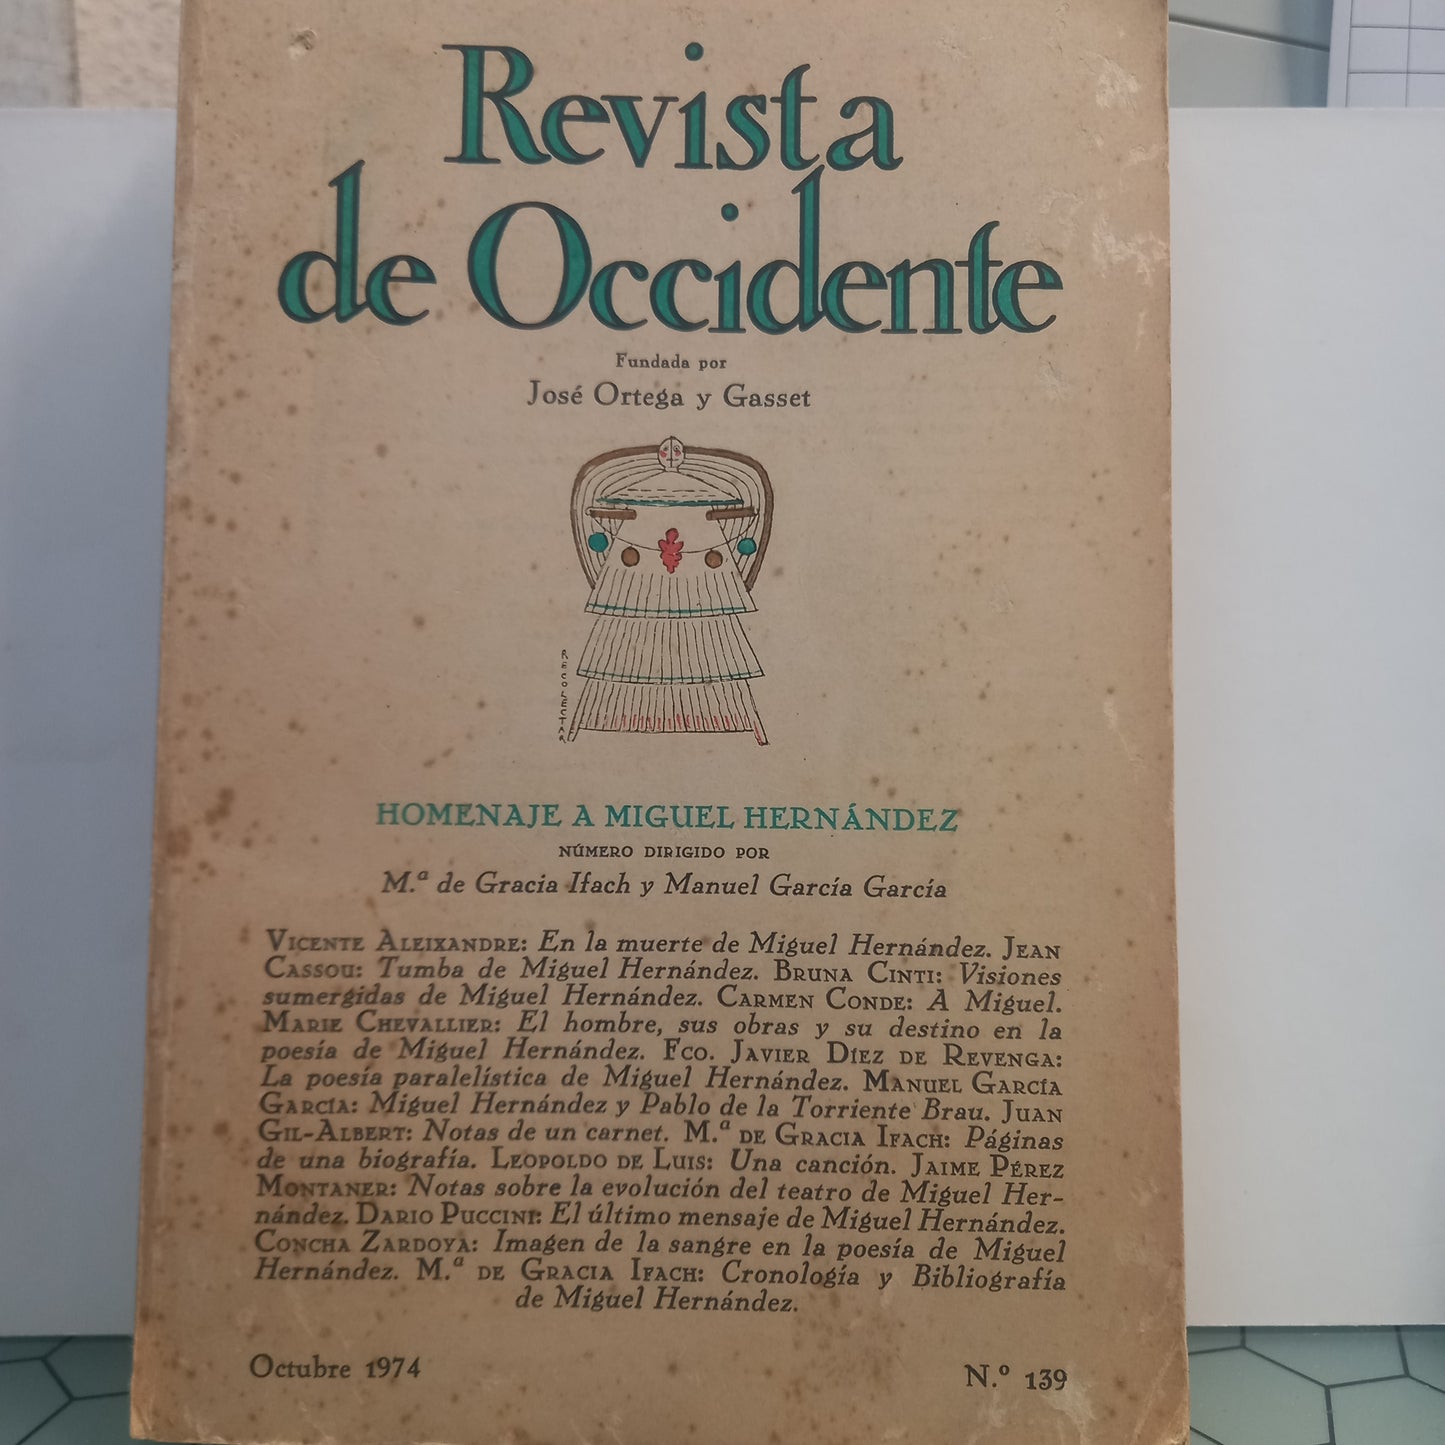 Revista
de Occidente
Fundada por
José Ortega y Gasset
RECOLECTAR
HOMENAJE A MIGUEL HERNÁNDEZ
NÚMERO DIRIGIDO POR
M.ª de Gracia Ifach y Manuel García García
VICENTE ALEIXANDRE: En la muerte de Miguel Hernández. JEAN
CASSOU: Tumba de Miguel Hernández. BRUNA CINTI: Visiones
sumergidas de Miguel Hernández. CARMEN CONDE: A Miguel.
MARIE CHEVALLIER: El hombre, sus obras y su destino en la
poesía de Miguel Hernández. FCO. JAVIER DÍEZ DE REVENGA:
La poesía paralelística de Miguel Hernández. MANUEL GARCÍA
GARCÍA: Miguel Hernández y Pablo de la Torriente Brau. JUAN
GIL-ALBERT: Notas de un carnet. M.ª DE GRACIA IFACH: Páginas
de una biografía. LEOPOLDO DE LUIS: Una canción. JAIME PÉREZ
MONTANER: Notas sobre la evolución del teatro de Miguel Her-
nández. DARIO PUCCINI: El último mensaje de Miguel Hernández.
CONCHA ZARDOYA: Imagen de la sangre en la poesía de Miguel
Hernández. M.ª DE GRACIA IFACH: Cronología y Bibliografía
de Miguel Hernández.
Octubre 1974
N.º 139